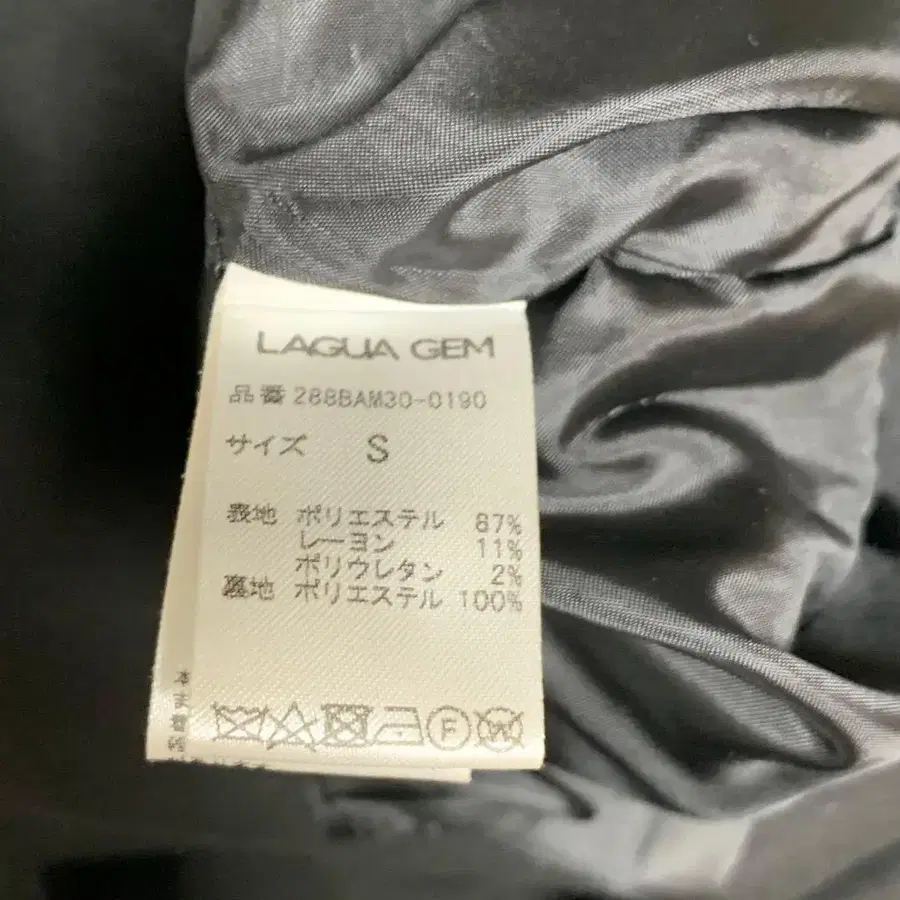 LAGUA GEM
品番 288BAM30-0190
サイズ S
表地 ポリエステル 87%
レーヨン 11%
ポリウレタン 2%
裏地 ポリエステル 100%
F
W